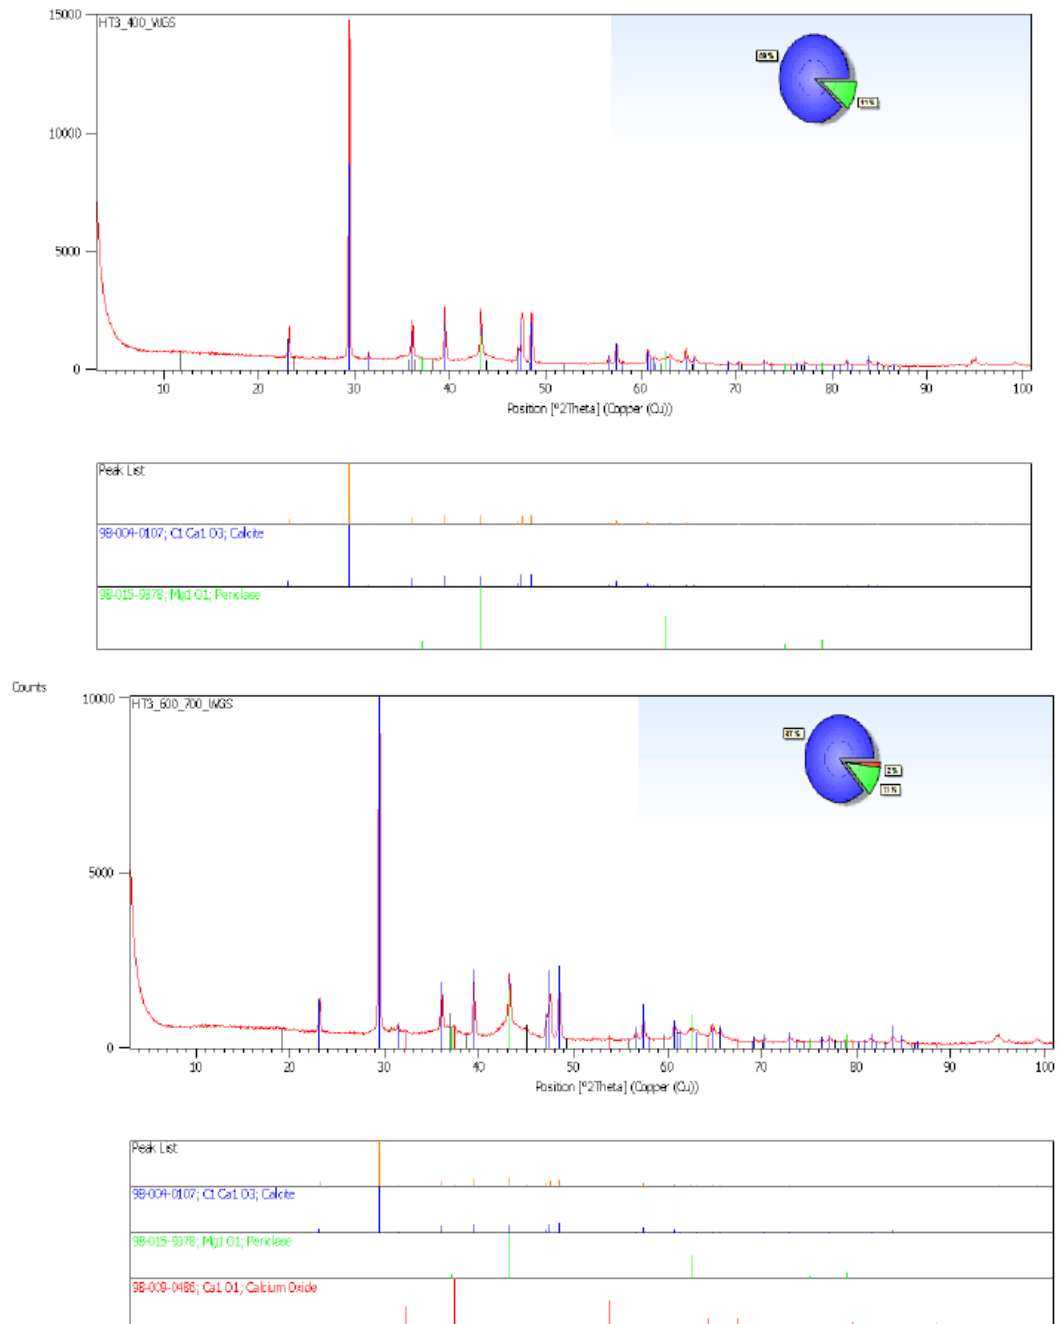 15000
HT3_400_WGS
89 %
11 %
10000
5000
0
10 20 30 40 50 60 70 80 90 100
Position [°2Theta] (Copper (Cu))
Peak List
98-004-0107; C1 Ca1 O3; Calcite
98-015-9378; Mg1 O1; Periclase
Counts
10000
HT3_600_700_WGS
87 %
2 %
11 %
5000
0
10 20 30 40 50 60 70 80 90 100
Position [°2Theta] (Copper (Cu))
Peak List
98-004-0107; C1 Ca1 O3; Calcite
98-015-9378; Mg1 O1; Periclase
98-009-0486; Ca1 O1; Calcium Oxide